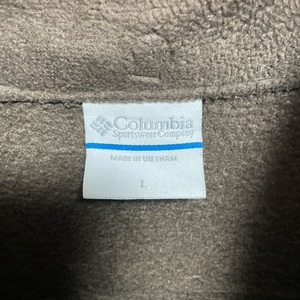 Columbia
Sportswear Company
MADE IN VIETNAM
L